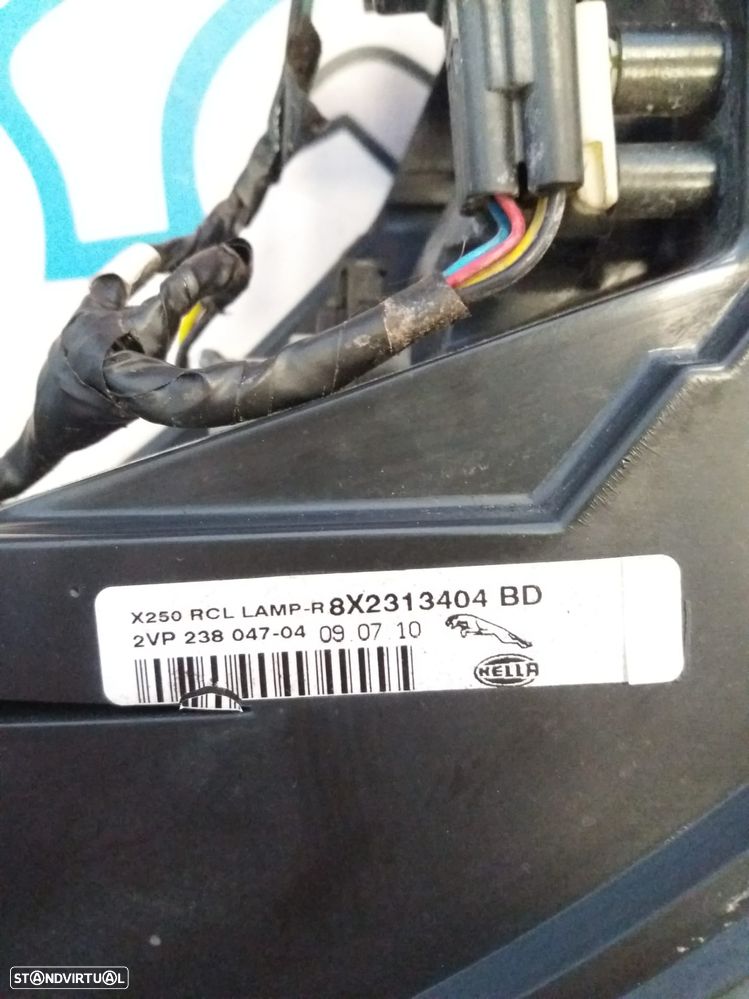 X250 RCL LAMP-R 8X2313404 BD
2VP 238 047-04 09.07.10
HELLA
STANDVIRTUAL